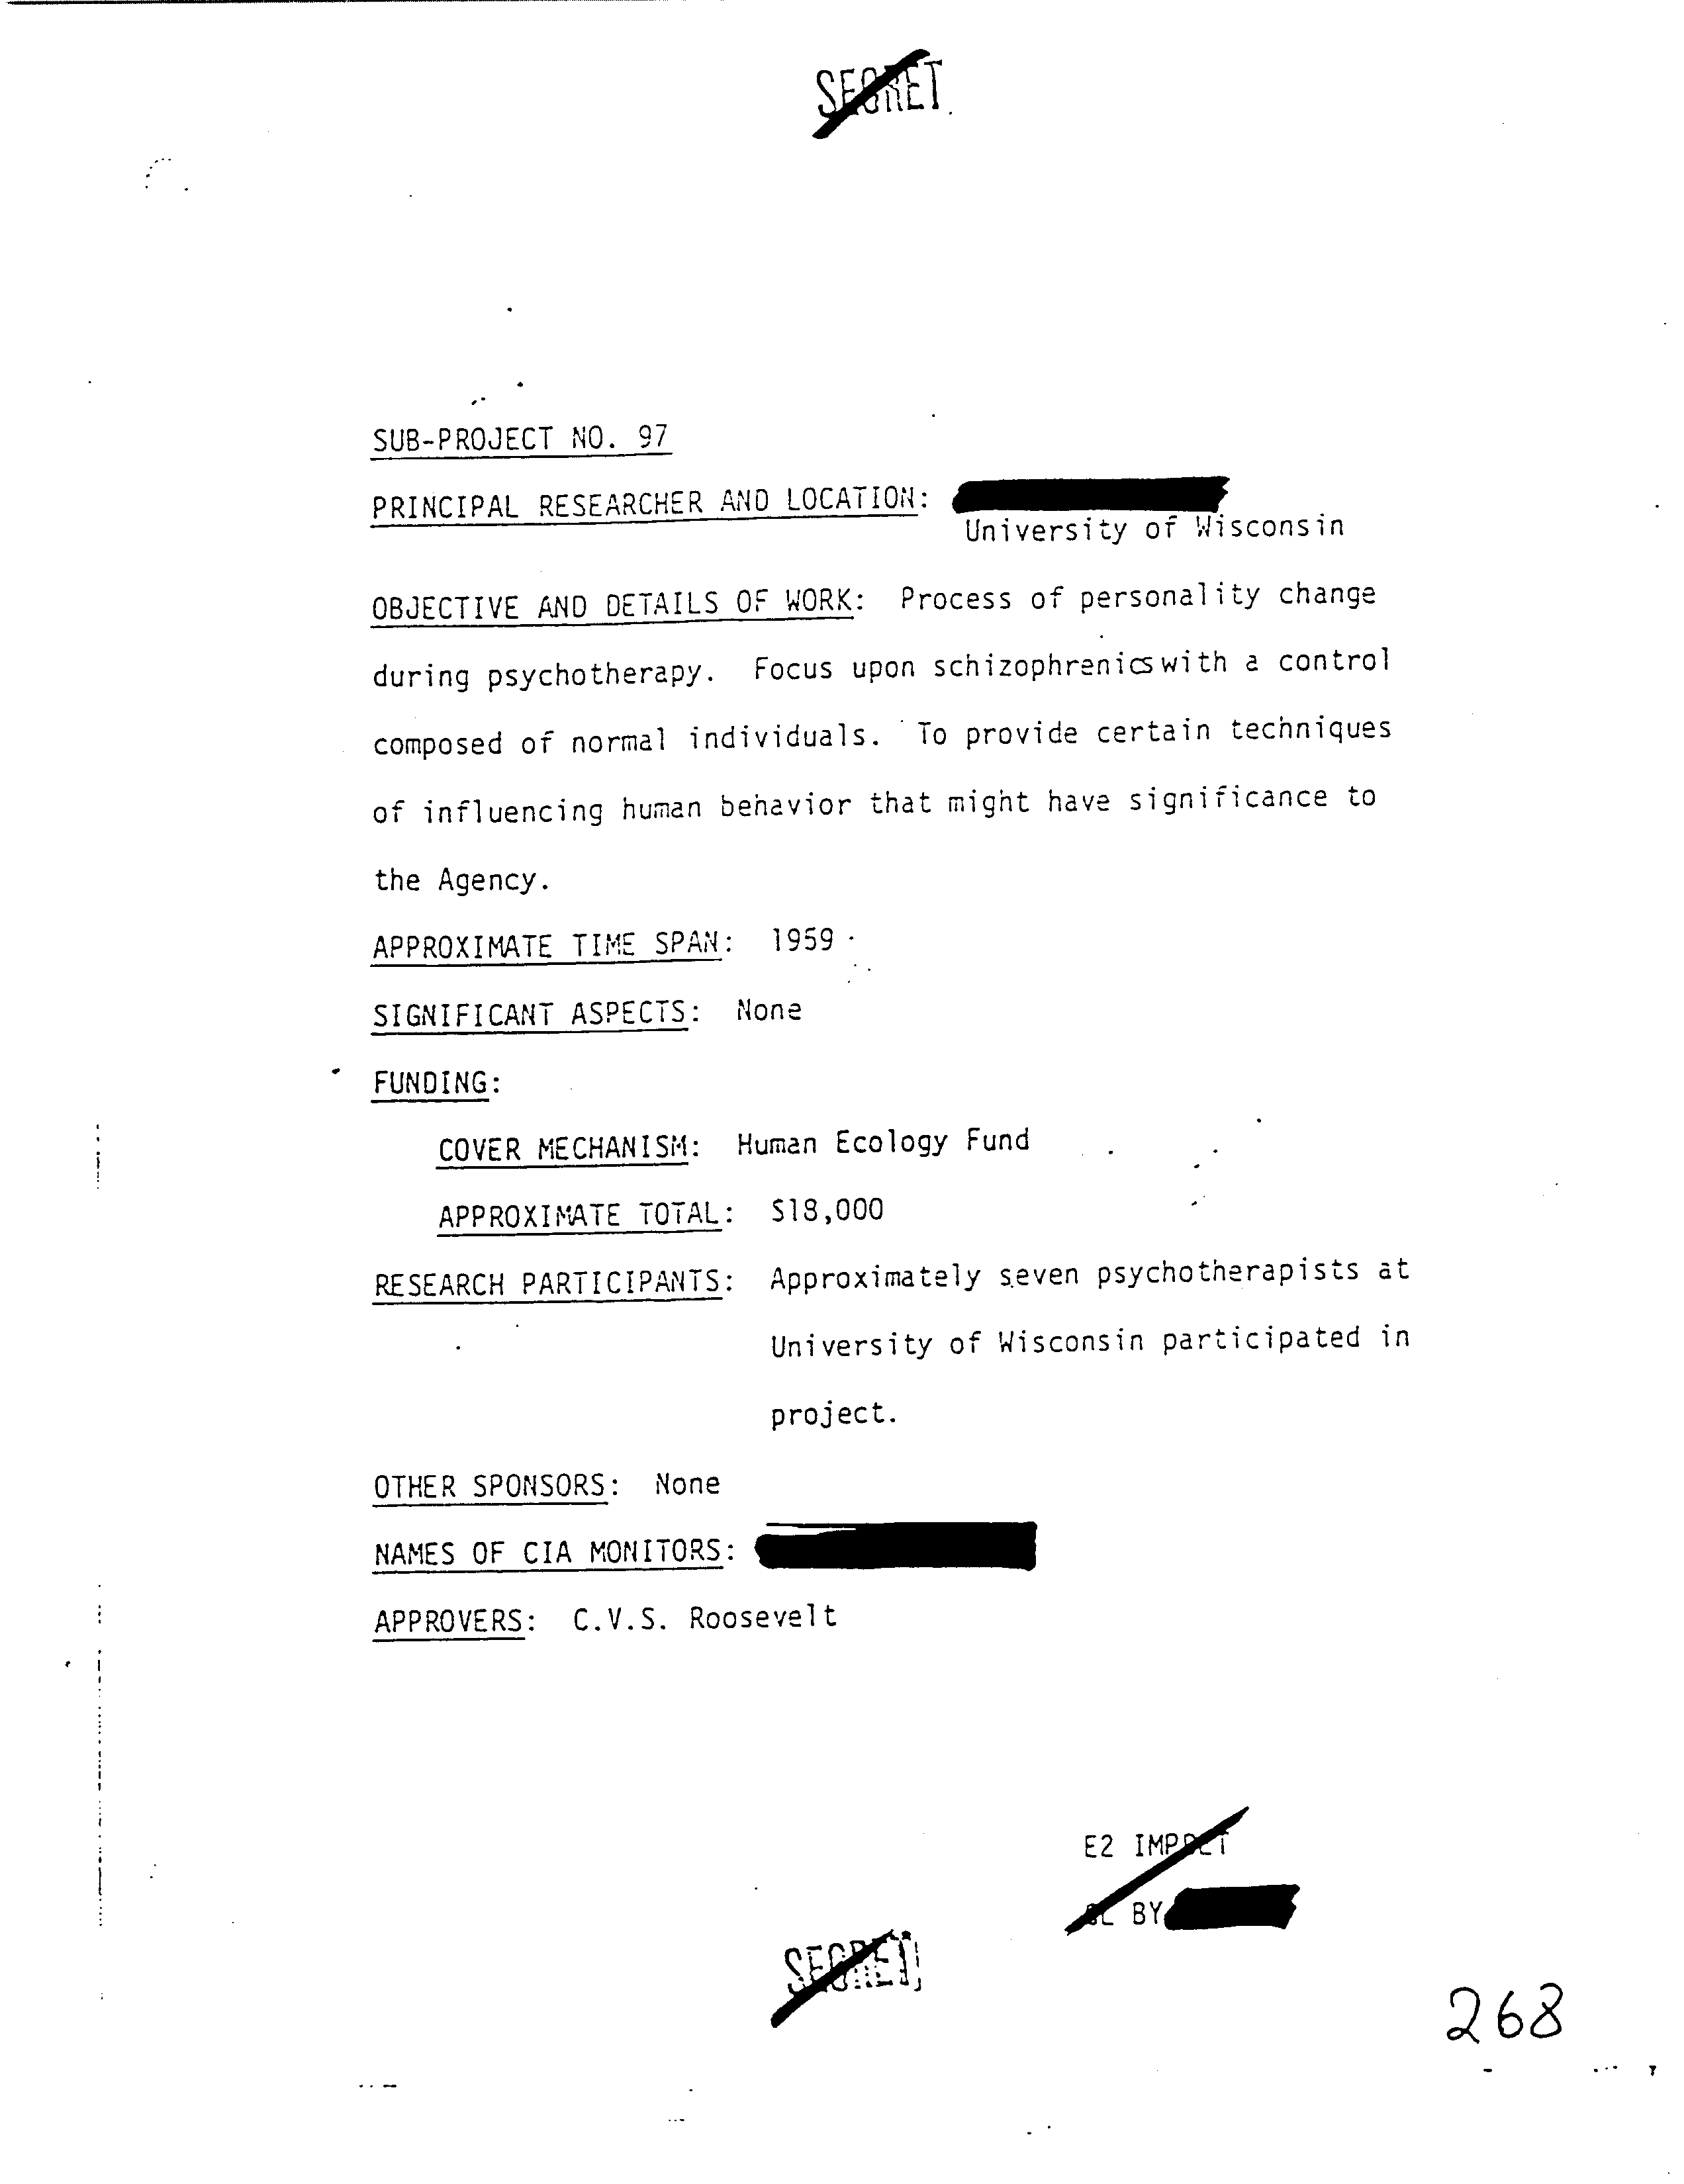 SECRET
SUB-PROJECT NO. 97
PRINCIPAL RESEARCHER AND LOCATION:
University of Wisconsin
OBJECTIVE AND DETAILS OF WORK: Process of personality change
during psychotherapy. Focus upon schizophrenics with a control
composed of normal individuals. To provide certain techniques
of influencing human behavior that might have significance to
the Agency.
APPROXIMATE TIME SPAN: 1959
SIGNIFICANT ASPECTS: None
FUNDING:
COVER MECHANISM: Human Ecology Fund
APPROXIMATE TOTAL: $18,000
RESEARCH PARTICIPANTS: Approximately seven psychotherapists at
University of Wisconsin participated in
project.
OTHER SPONSORS: None
NAMES OF CIA MONITORS:
APPROVERS: C.V.S. Roosevelt
E2 IMPDET
CL BY
SECRET
268